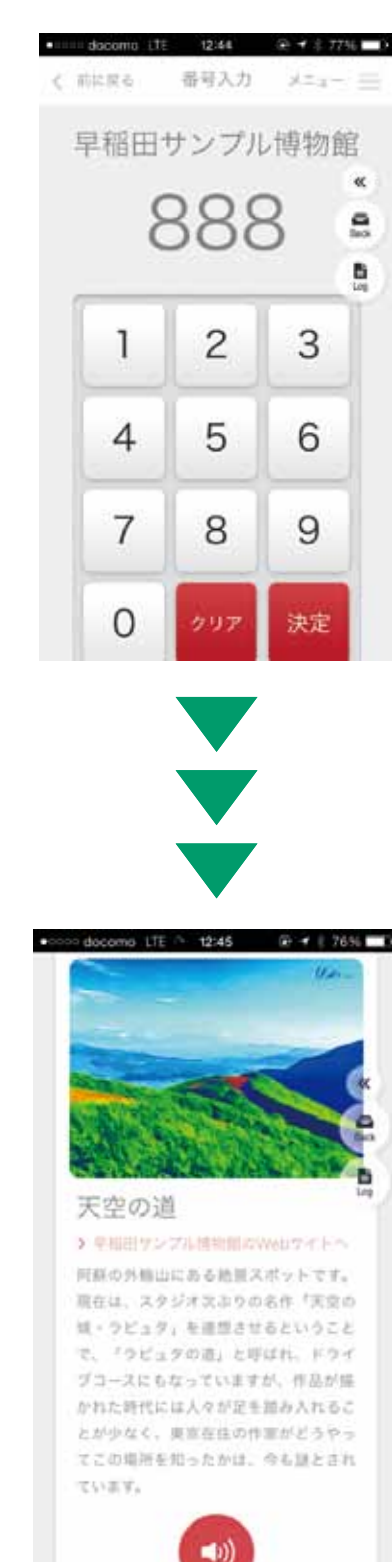 docomo LTE 12:44 77%
前に戻る 番号入力 メニュー
早稲田サンプル博物館
888
Back
Log
1 2 3
4 5 6
7 8 9
0 クリア 決定
docomo LTE 12:45 76%
Back
Log
天空の道
早稲田サンプル博物館のWebサイトへ
阿蘇の外輪山にある絶景スポットです。
現在は、スタジオ次ぶりの名作「天空の
城・ラピュタ」を連想させるということ
で、「ラピュタの道」と呼ばれ、ドライ
ブコースにもなっていますが、作品が描
かれた時代には人々が足を踏み入れるこ
とが少なく、東京在住の作家がどうやっ
てこの場所を知ったかは、今も謎とされ
ています。